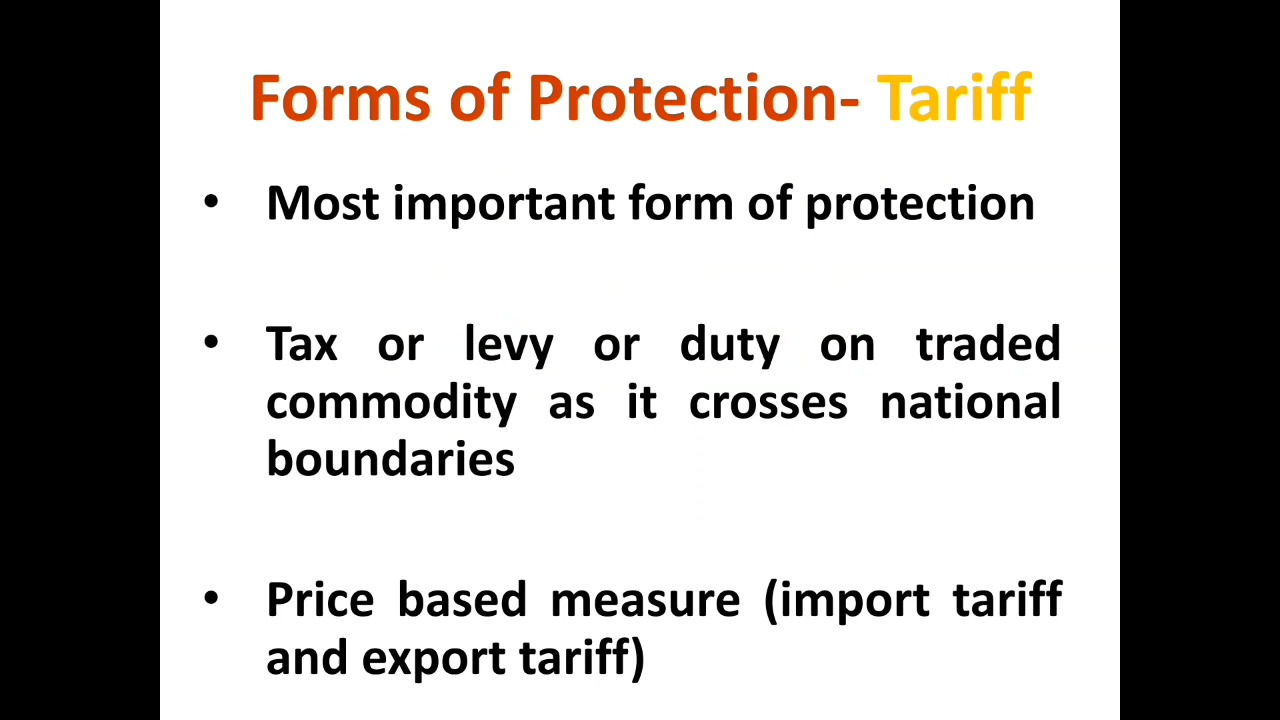 Forms of Protection- Tariff
• Most important form of protection
• Tax or levy or duty on traded
commodity as it crosses national
boundaries
• Price based measure (import tariff
and export tariff)